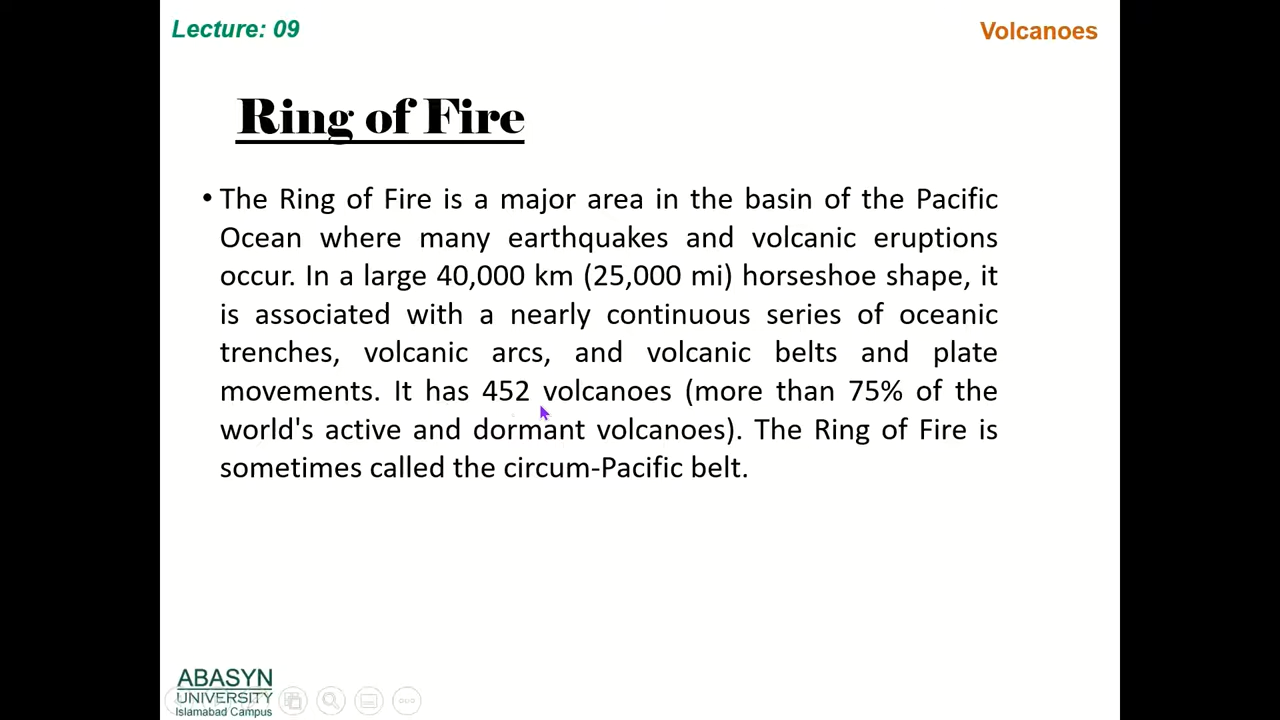 Lecture: 09
Volcanoes
Ring of Fire
• The Ring of Fire is a major area in the basin of the Pacific
Ocean where many earthquakes and volcanic eruptions
occur. In a large 40,000 km (25,000 mi) horseshoe shape, it
is associated with a nearly continuous series of oceanic
trenches, volcanic arcs, and volcanic belts and plate
movements. It has 452 volcanoes (more than 75% of the
world's active and dormant volcanoes). The Ring of Fire is
sometimes called the circum-Pacific belt.
ABASYN
UNIVERSITY
Islamabad Campus